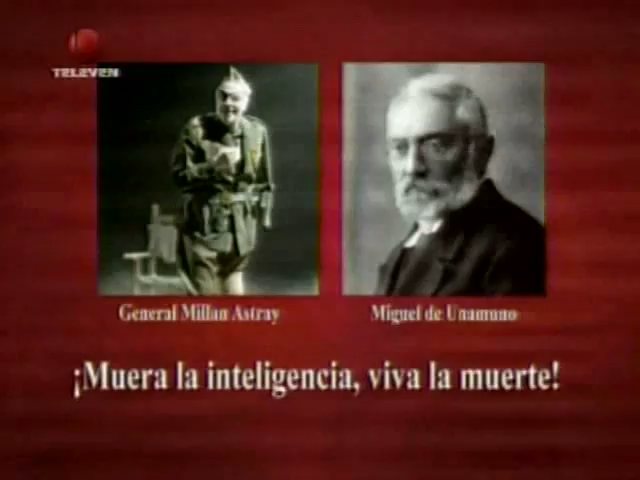 TELEVEN
General Millan Astray
Miguel de Unamuno
¡Muera la inteligencia, viva la muerte!